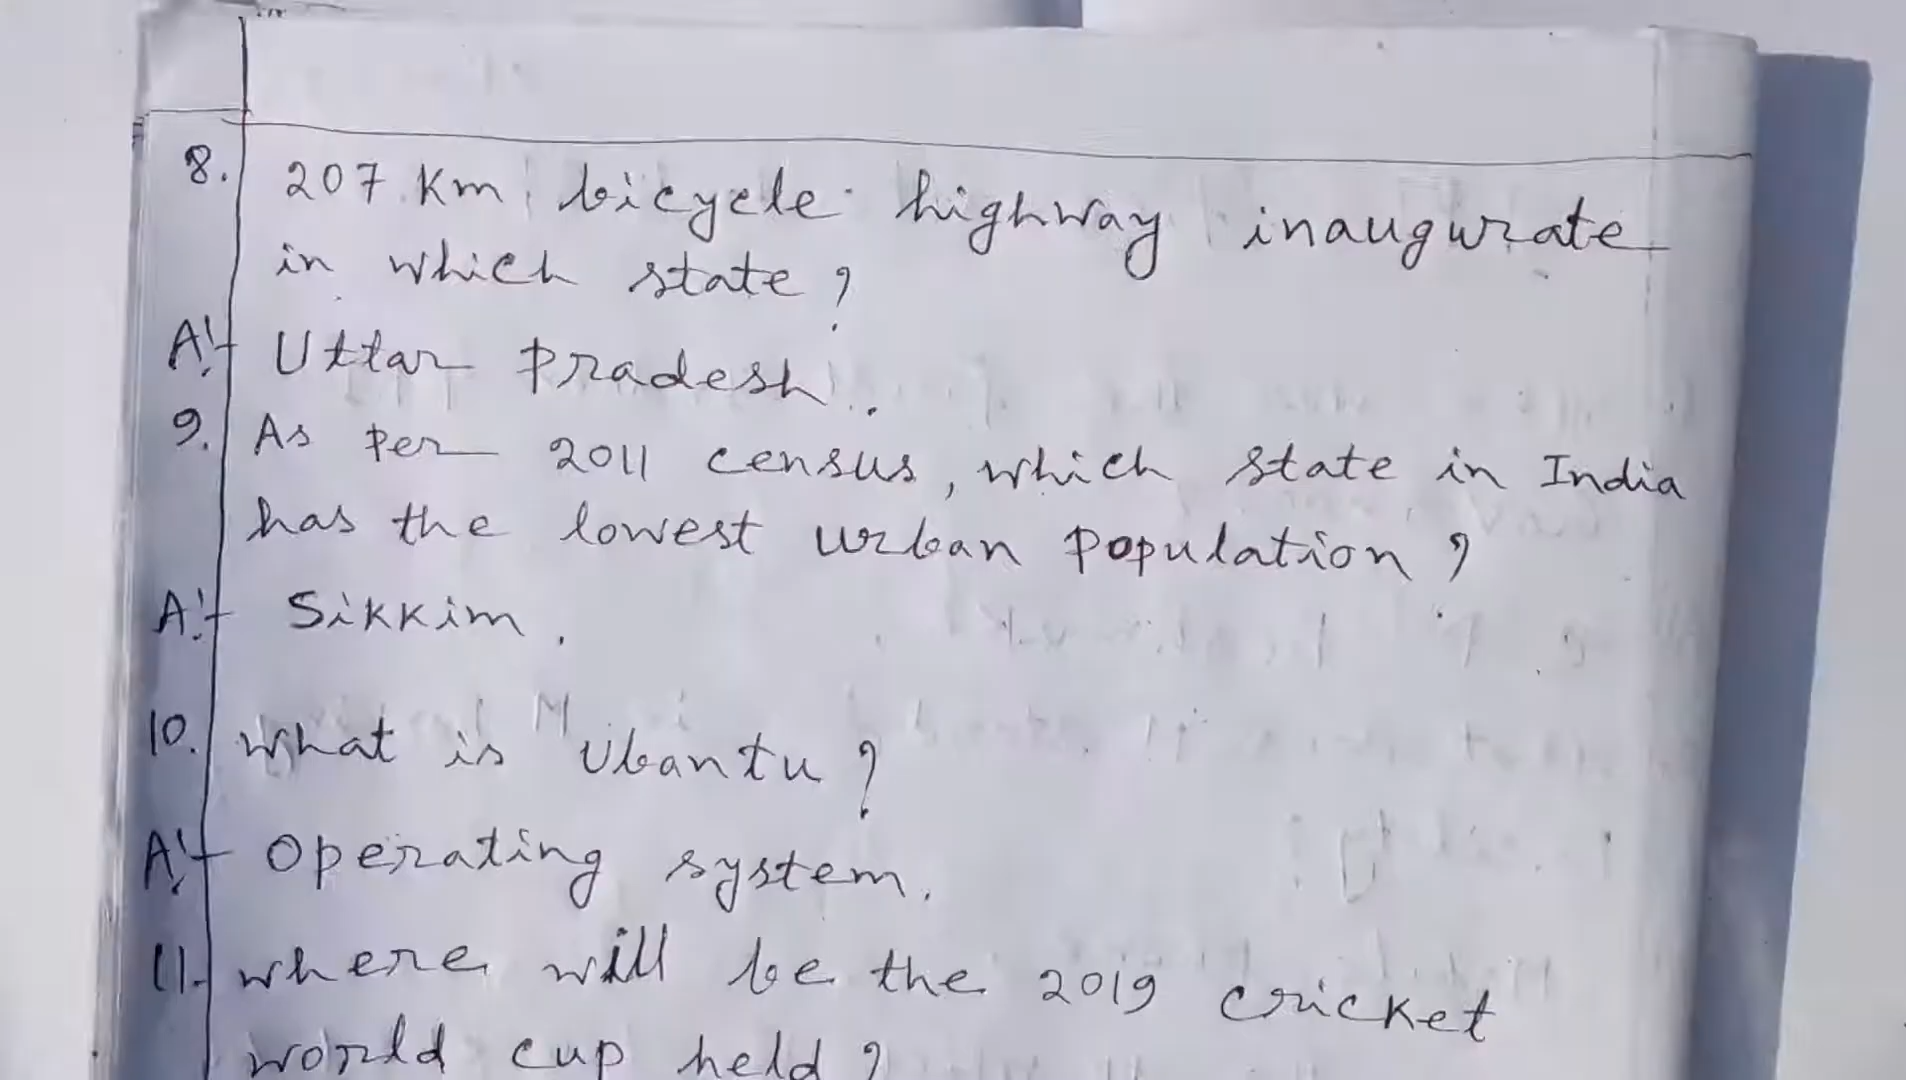 8. 207 Km bicycle highway inaugurate
in which state?
A:- Uttar Pradesh.
9. As Per 2011 census, which state in India
has the lowest urban population?
A:- Sikkim.
10. What is "Ubantu?
A:- Operating system.
11. where will be the 2019 cricket
world cup held?